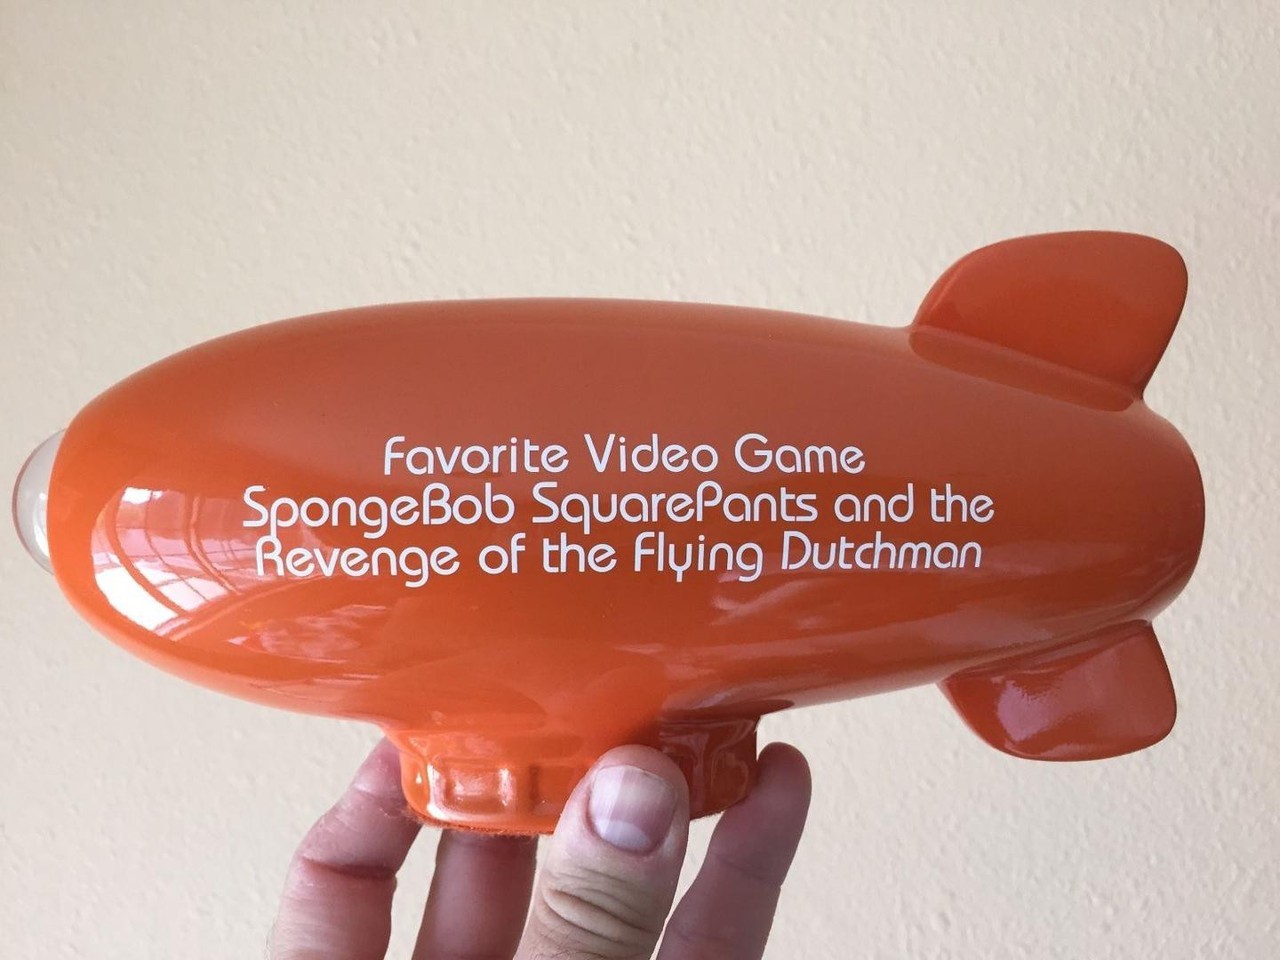 Favorite Video Game
SpongeBob SquarePants and the
Revenge of the Flying Dutchman